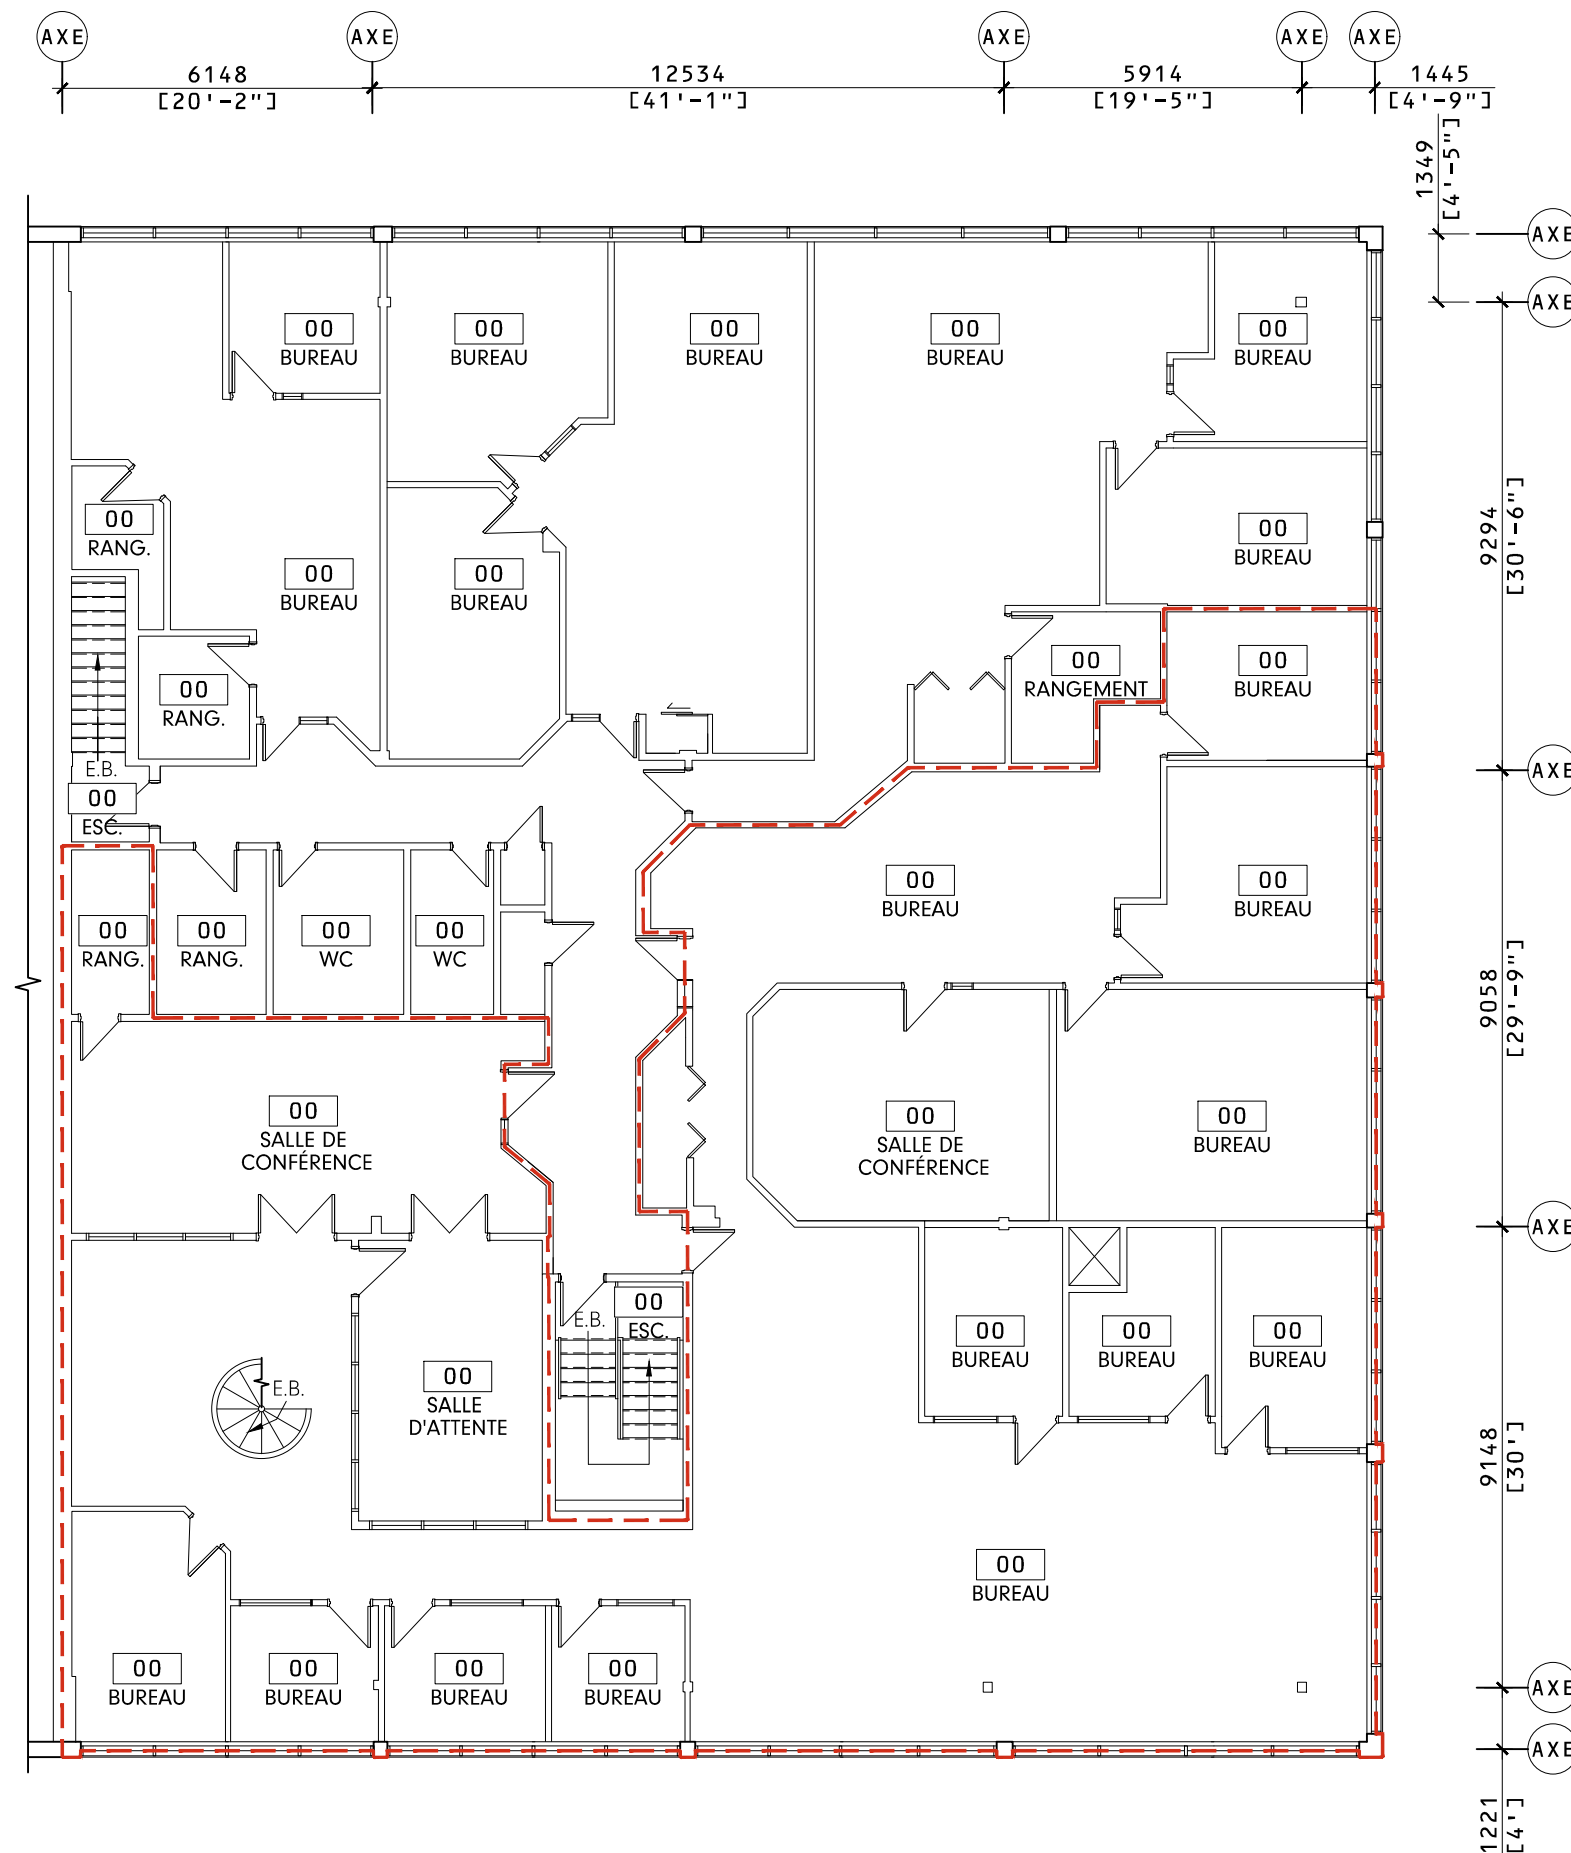 AXE AXE AXE AXE AXE
6148 12534 5914 1445
[20'-2"] [41'-1"] [19'-5"] [4'-9"]
1349
[4'-5"]
AXE
AXE
00 00 00 00 00
BUREAU BUREAU BUREAU BUREAU BUREAU
00
RANG.
00
BUREAU
9294
[30'-6"]
00 00
BUREAU BUREAU
00
RANG.
00
RANGEMENT
00
BUREAU
E.B.
00
ESC.
AXE
00
BUREAU
00
BUREAU
00 00 00 00
RANG. RANG. WC WC
9058
[29'-9"]
00
SALLE DE
CONFÉRENCE
00
SALLE DE
CONFÉRENCE
00
BUREAU
AXE
00
ESC.
E.B.
00 00 00
BUREAU BUREAU BUREAU
00
SALLE
D'ATTENTE
E.B.
9148
[30']
00
BUREAU
00 00 00 00
BUREAU BUREAU BUREAU BUREAU
AXE
AXE
1221
[4']